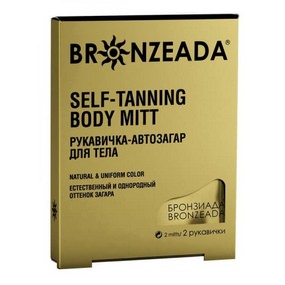 BRONZEADA®
SELF-TANNING
BODY MITT
РУКАВИЧКА-АВТОЗАГАР
ДЛЯ ТЕЛА
NATURAL & UNIFORM COLOR
ЕСТЕСТВЕННЫЙ И ОДНОРОДНЫЙ
ОТТЕНОК ЗАГАРА
БРОНЗИАДА
BRONZEADA
2 mitts/ 2 рукавички